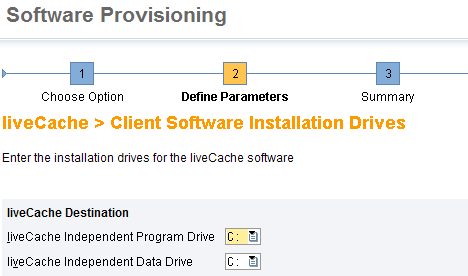 Software Provisioning
1 2 3
Choose Option Define Parameters Summary
liveCache > Client Software Installation Drives
Enter the installation drives for the liveCache software
liveCache Destination
liveCache Independent Program Drive C:
liveCache Independent Data Drive C: